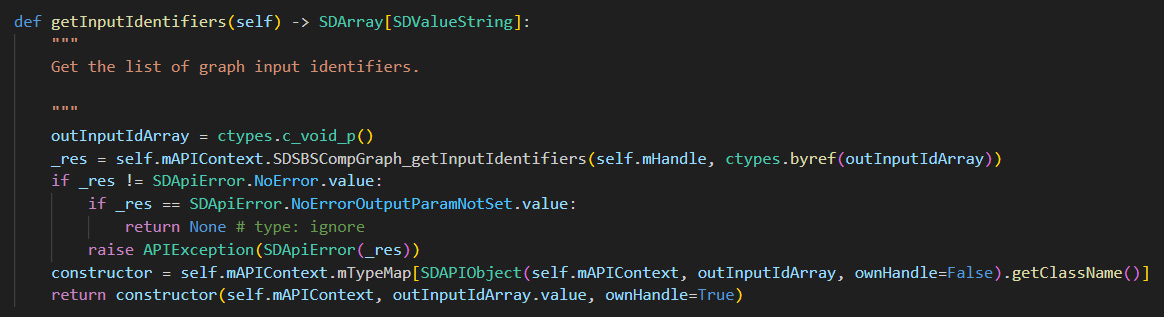 def getInputIdentifiers(self) -> SDArray[SDValueString]:
    """
    Get the list of graph input identifiers.
    """
    outInputIdArray = ctypes.c_void_p()
    _res = self.mAPIContext.SDSBSCompGraph_getInputIdentifiers(self.mHandle, ctypes.byref(outInputIdArray))
    if _res != SDApiError.NoError.value:
        if _res == SDApiError.NoErrorOutputParamNotSet.value:
            return None # type: ignore
        raise APIException(SDApiError(_res))
    constructor = self.mAPIContext.mTypeMap[SDAPIObject(self.mAPIContext, outInputIdArray, ownHandle=False).getClassName()]
    return constructor(self.mAPIContext, outInputIdArray.value, ownHandle=True)